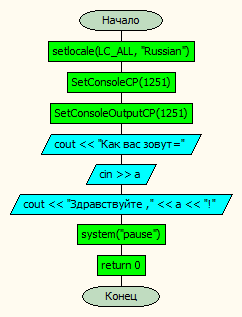 Начало
setlocale(LC_ALL, "Russian")
SetConsoleCP(1251)
SetConsoleOutputCP(1251)
cout << "Как вас зовут="
cin >> a
cout << "Здравствуйте ," << a << "!"
system("pause")
return 0
Конец